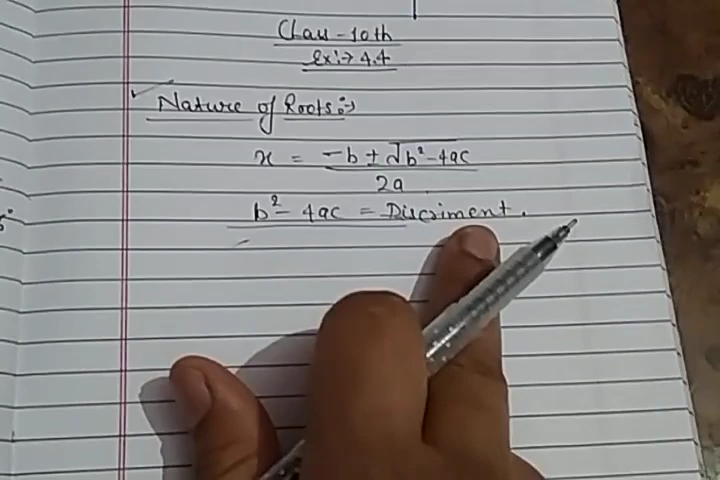 Class - 10th
Ex:→ 4.4
Nature of Roots:→
x = -b ± √b² - 4ac
2a
b² - 4ac = Discriment.